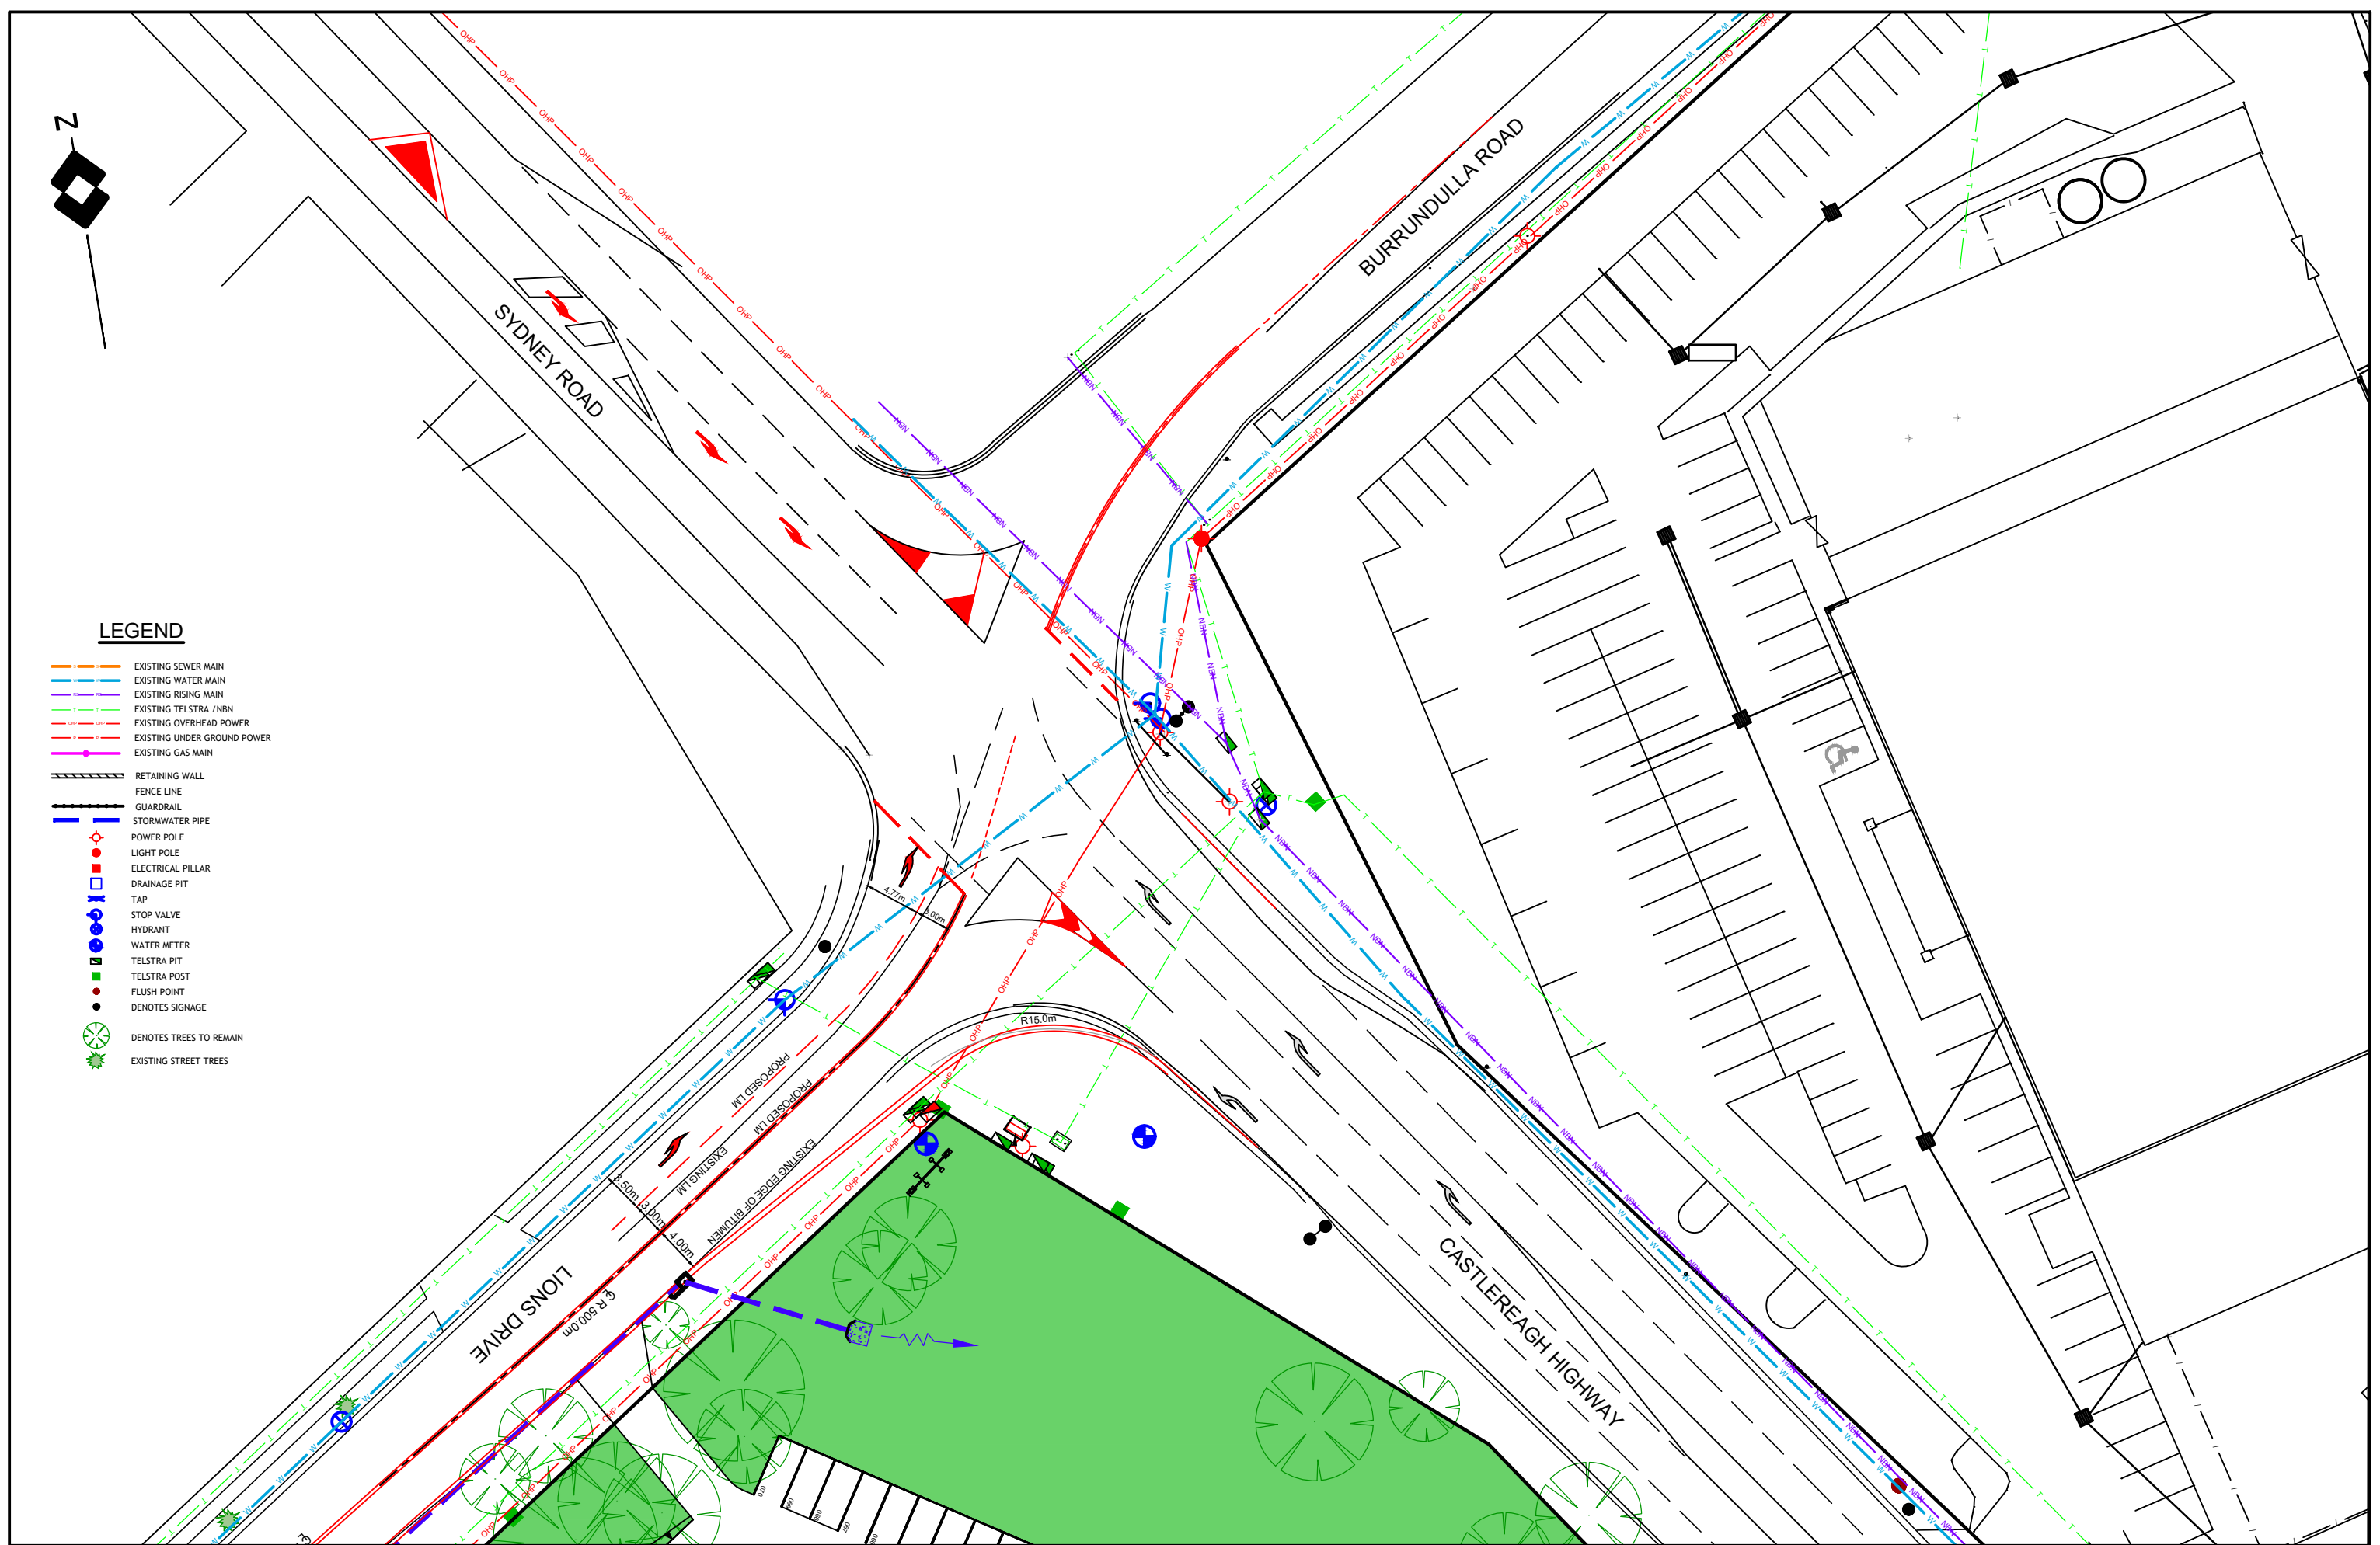 N
BURRUNDULLA ROAD
SYDNEY ROAD
LEGEND
EXISTING SEWER MAIN
EXISTING WATER MAIN
EXISTING RISING MAIN
EXISTING TELSTRA /NBN
EXISTING OVERHEAD POWER
EXISTING UNDER GROUND POWER
EXISTING GAS MAIN
RETAINING WALL
FENCE LINE
GUARDRAIL
STORMWATER PIPE
POWER POLE
LIGHT POLE
ELECTRICAL PILLAR
DRAINAGE PIT
TAP
STOP VALVE
HYDRANT
WATER METER
TELSTRA PIT
TELSTRA POST
FLUSH POINT
DENOTES SIGNAGE
DENOTES TREES TO REMAIN
EXISTING STREET TREES
OHP
W
T
NBN
4.77m
3.00m
R15.0m
PROPOSED LM
PROPOSED LM
EXISTING LM
EXISTING EDGE OF BITUMEN
3.50m
3.00m
4.00m
LIONS DRIVE
R 500.0m
CASTLEREAGH HIGHWAY